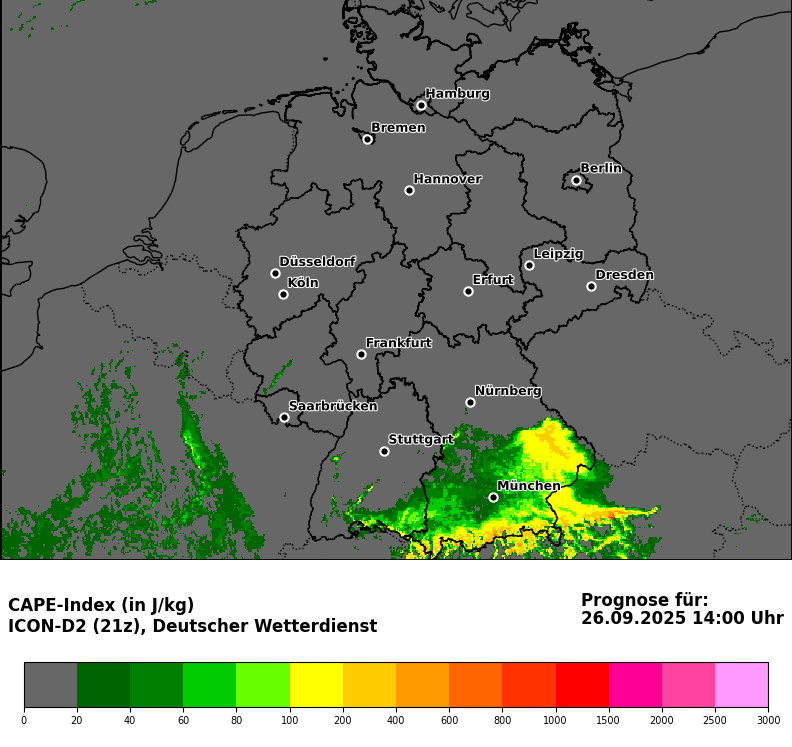 Hamburg
Bremen
Berlin
Hannover
Leipzig
Düsseldorf
Dresden
Erfurt
Köln
Frankfurt
Nürnberg
Saarbrücken
Stuttgart
München
CAPE-Index (in J/kg)
ICON-D2 (21z), Deutscher Wetterdienst
Prognose für:
26.09.2025 14:00 Uhr
0 20 40 60 80 100 200 400 600 800 1000 1500 2000 2500 3000